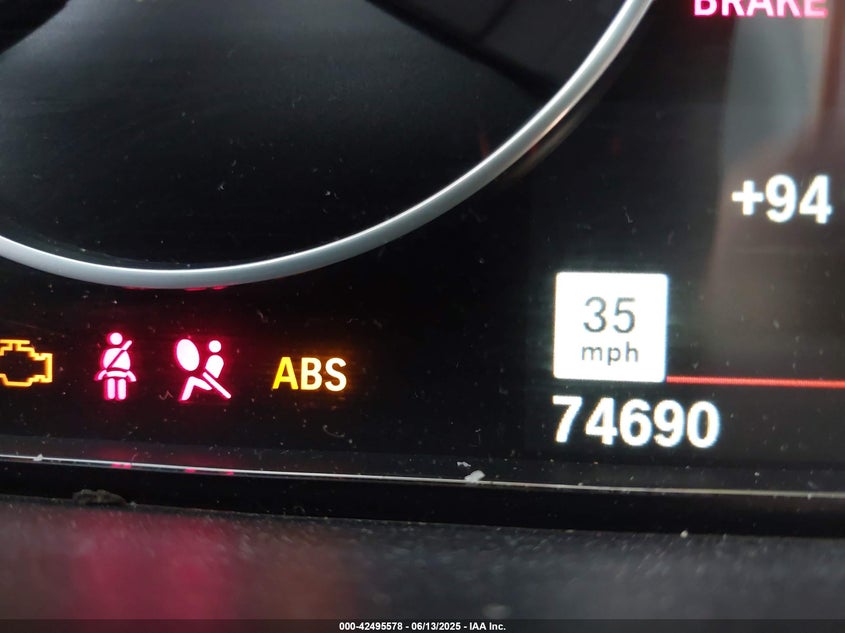 BRAKE
+94
35
mph
ABS
74690
000-42495578 - 06/13/2025 - IAA Inc.